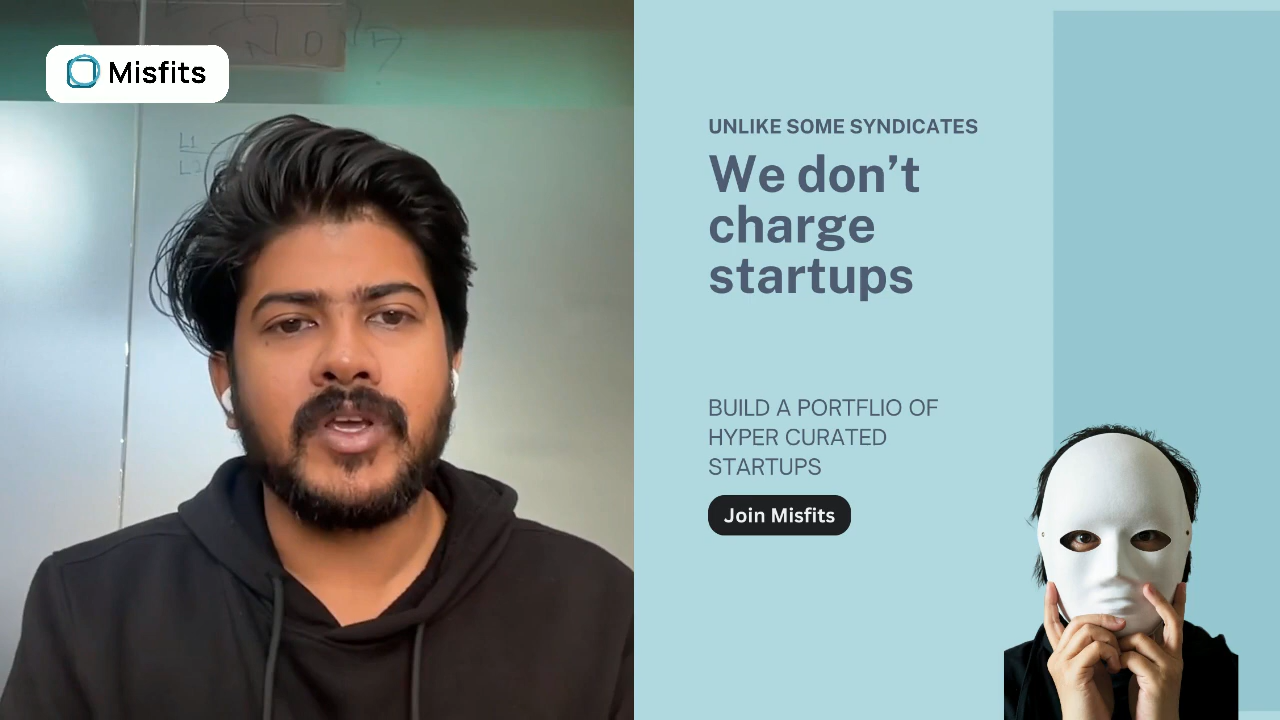 Misfits
UNLIKE SOME SYNDICATES
We don’t
charge
startups
BUILD A PORTFLIO OF
HYPER CURATED
STARTUPS
Join Misfits